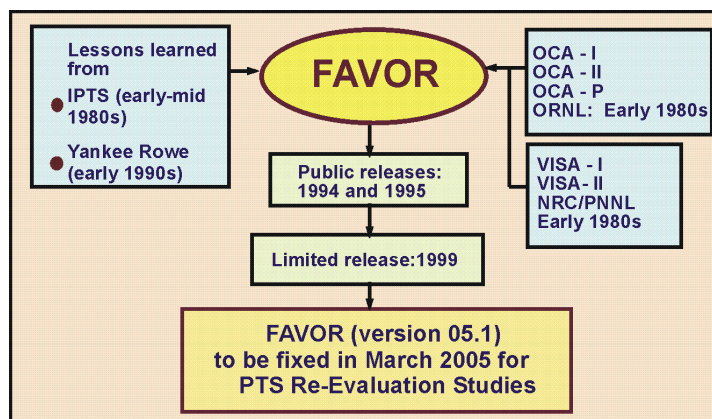 Lessons learned
from
IPTS (early-mid
1980s)
Yankee Rowe
(early 1990s)
FAVOR
OCA - I
OCA - II
OCA - P
ORNL: Early 1980s
VISA - I
VISA- II
NRC/PNNL
Early 1980s
Public releases:
1994 and 1995
Limited release:1999
FAVOR (version 05.1)
to be fixed in March 2005 for
PTS Re-Evaluation Studies